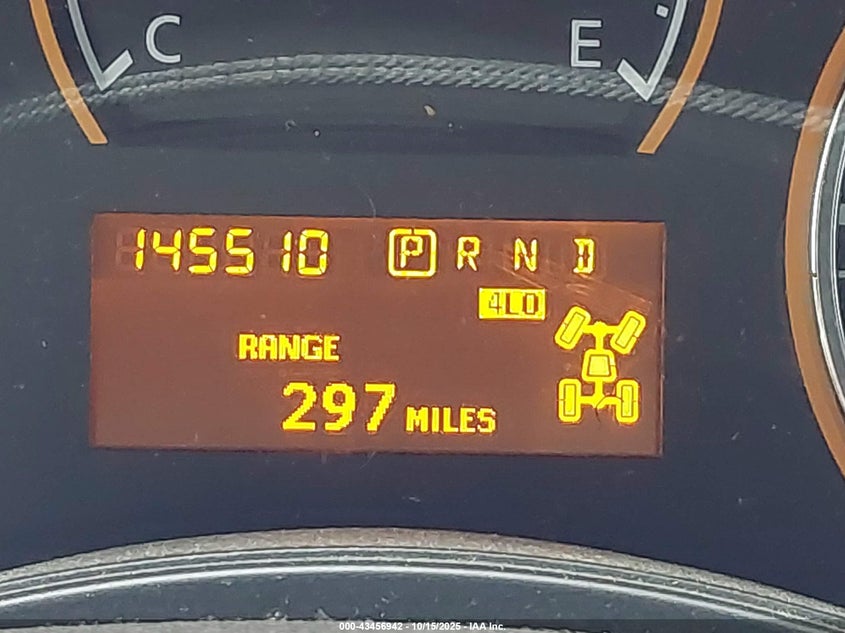 C E
145510 P R N D
4LO
RANGE
297 MILES
000-43456942 - 10/15/2025 - IAA Inc.